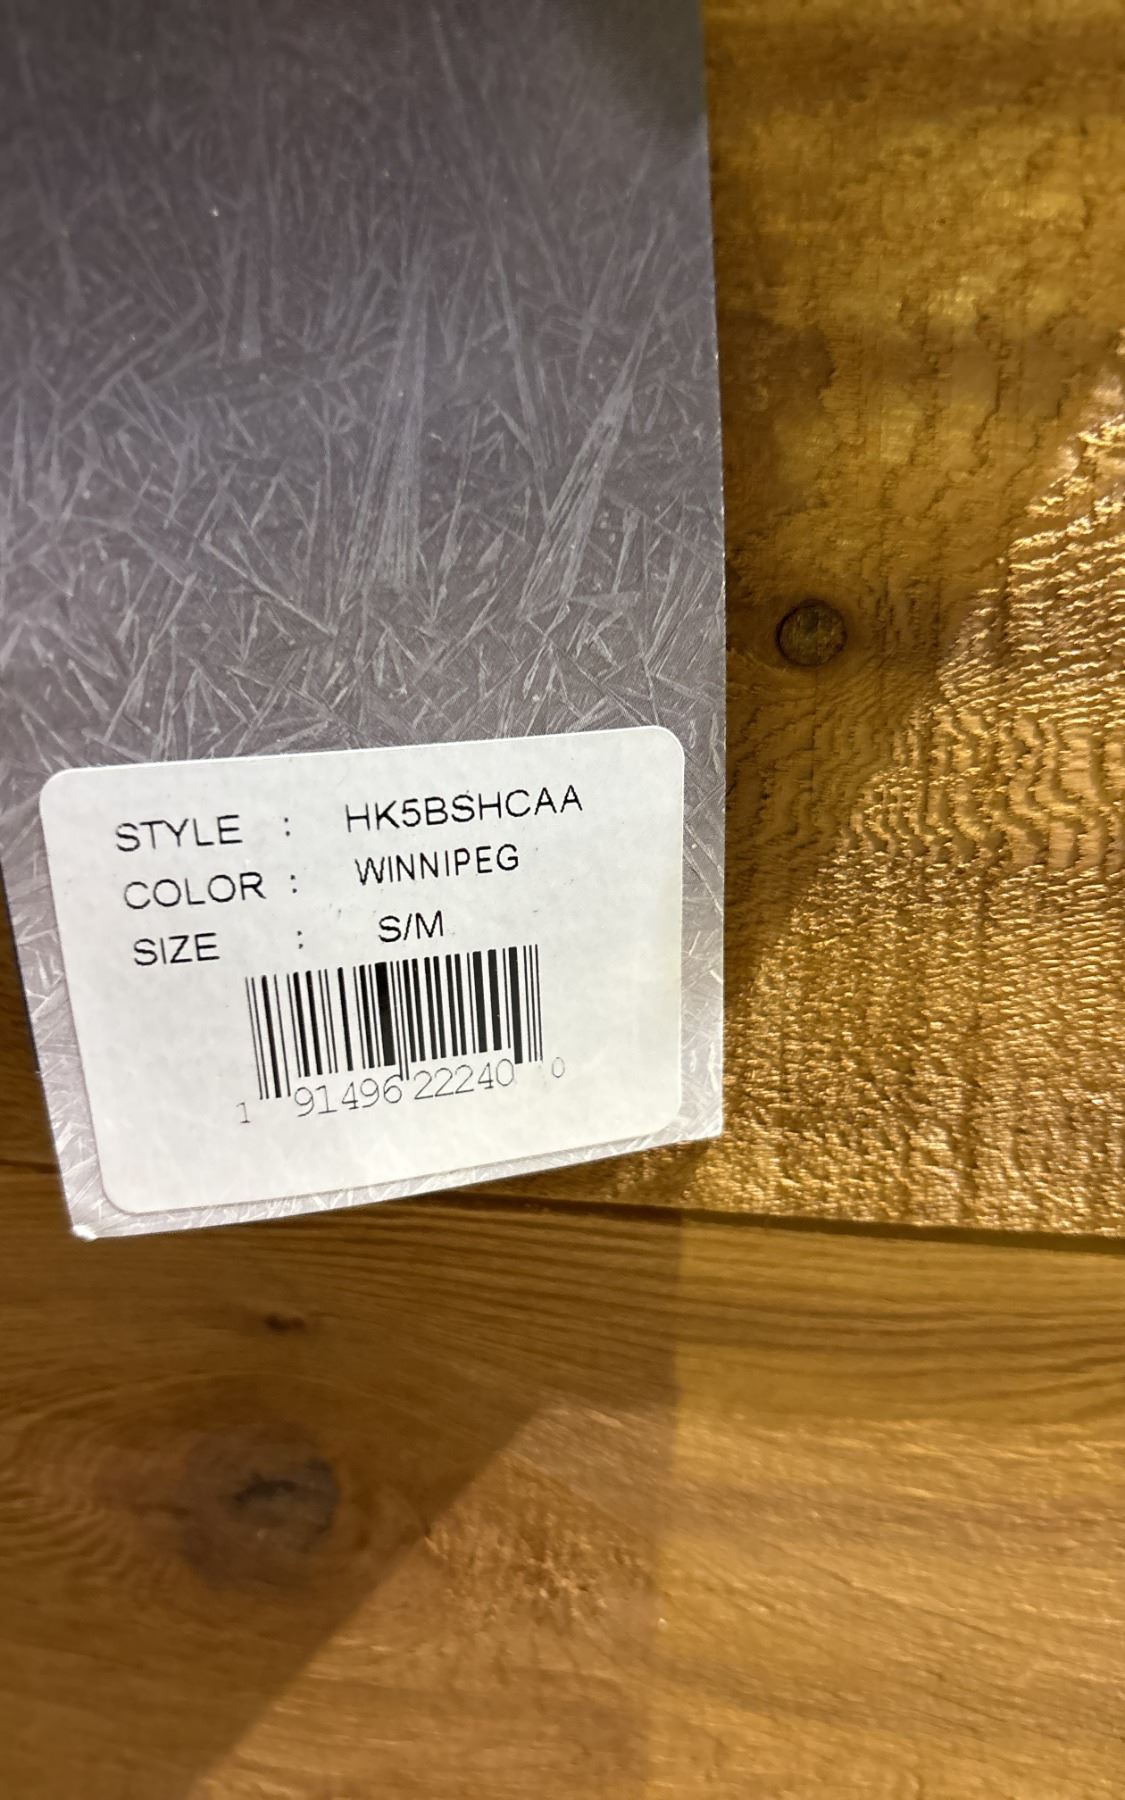 STYLE : HK5BSHCAA
COLOR : WINNIPEG
SIZE : S/M
1 91496 22240 0